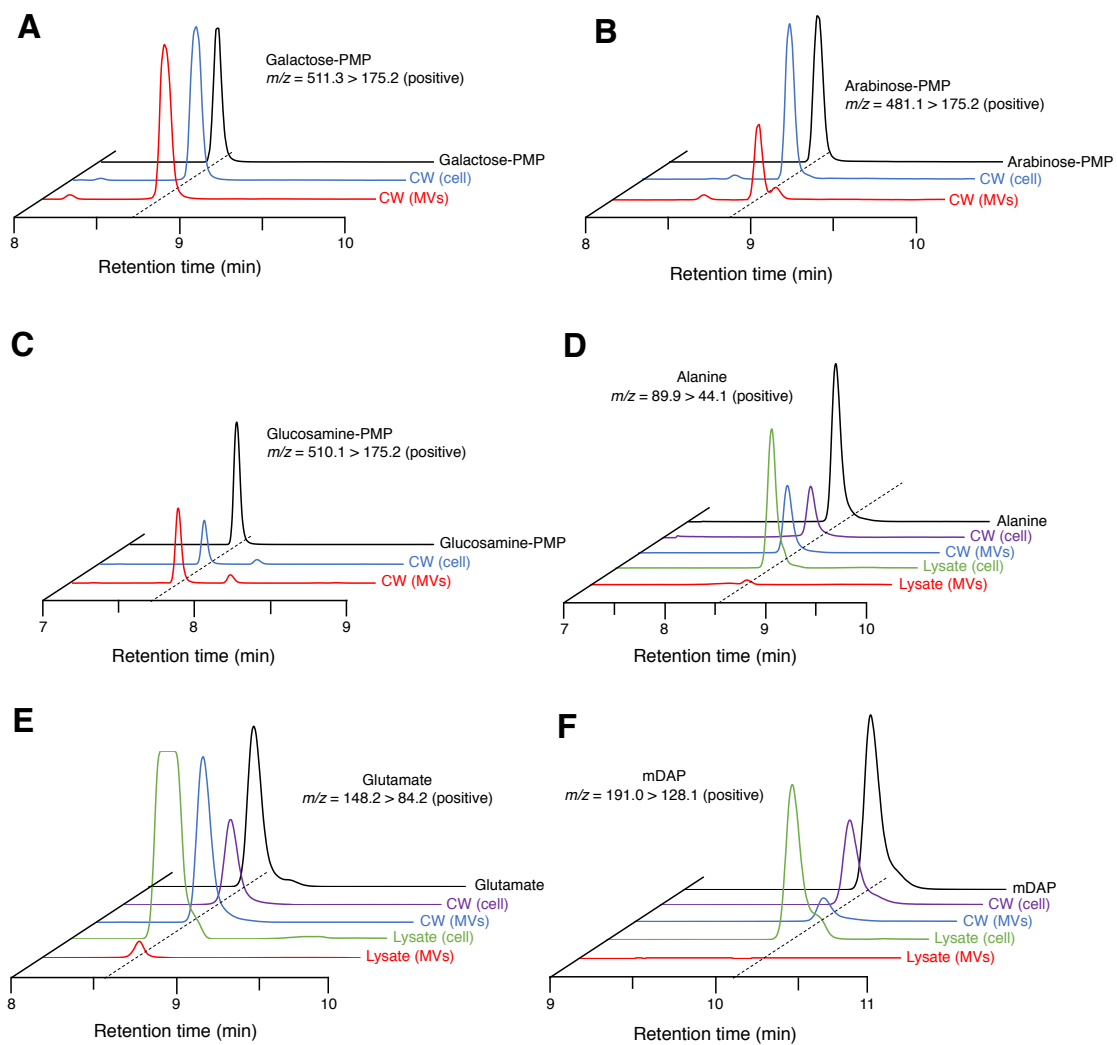 A
Galactose-PMP
m/z = 511.3 > 175.2 (positive)
Galactose-PMP
CW (cell)
CW (MVs)
8
9
10
Retention time (min)
B
Arabinose-PMP
m/z = 481.1 > 175.2 (positive)
Arabinose-PMP
CW (cell)
CW (MVs)
8
9
10
Retention time (min)
C
Glucosamine-PMP
m/z = 510.1 > 175.2 (positive)
Glucosamine-PMP
CW (cell)
CW (MVs)
7
8
9
Retention time (min)
D
Alanine
m/z = 89.9 > 44.1 (positive)
Alanine
CW (cell)
CW (MVs)
Lysate (cell)
Lysate (MVs)
7
8
9
10
Retention time (min)
E
Glutamate
m/z = 148.2 > 84.2 (positive)
Glutamate
CW (cell)
CW (MVs)
Lysate (cell)
Lysate (MVs)
8
9
10
Retention time (min)
F
mDAP
m/z = 191.0 > 128.1 (positive)
mDAP
CW (cell)
CW (MVs)
Lysate (cell)
Lysate (MVs)
9
10
11
Retention time (min)